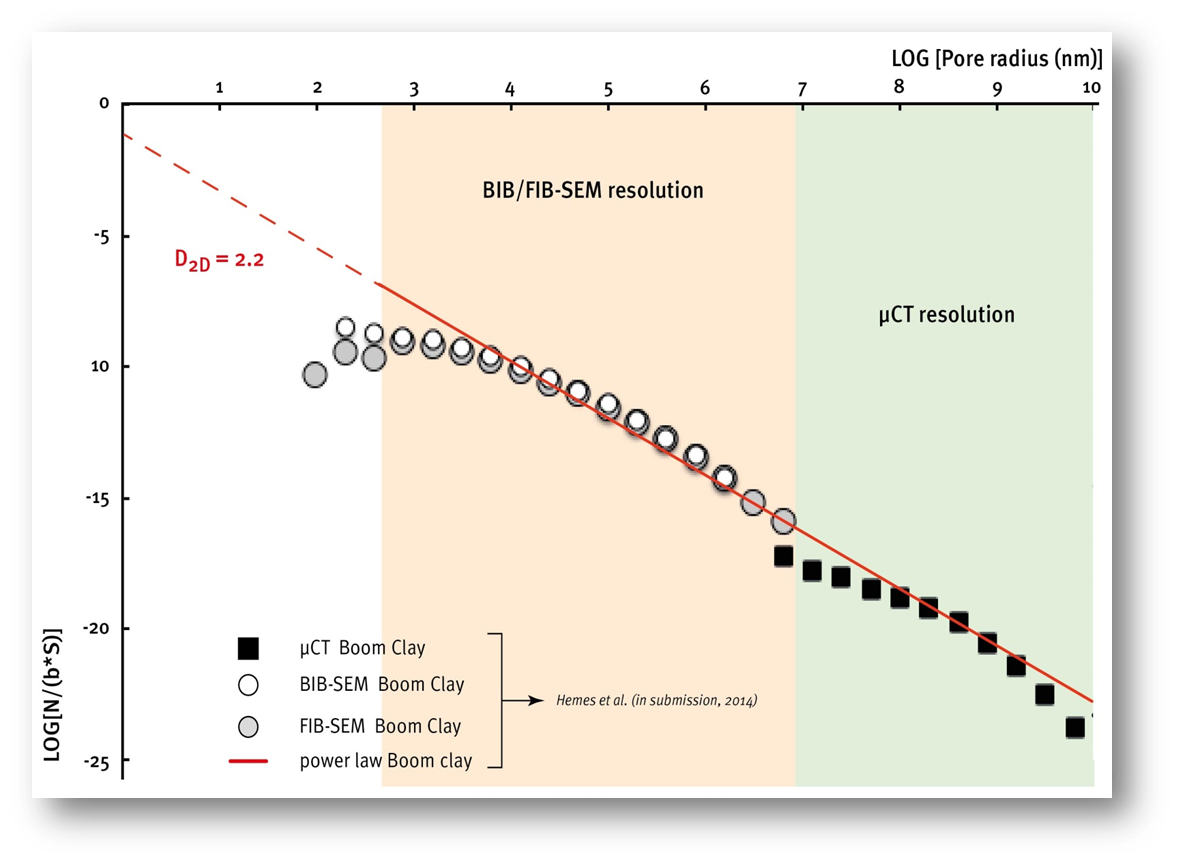 LOG [Pore radius (nm)]
1 2 3 4 5 6 7 8 9 10
0
-5
10
-15
-20
-25
BIB/FIB-SEM resolution
D2D = 2.2
µCT resolution
LOG[N/(b*S)]
µCT Boom Clay
BIB-SEM Boom Clay
FIB-SEM Boom Clay
power law Boom clay
Hemes et al. (in submission, 2014)